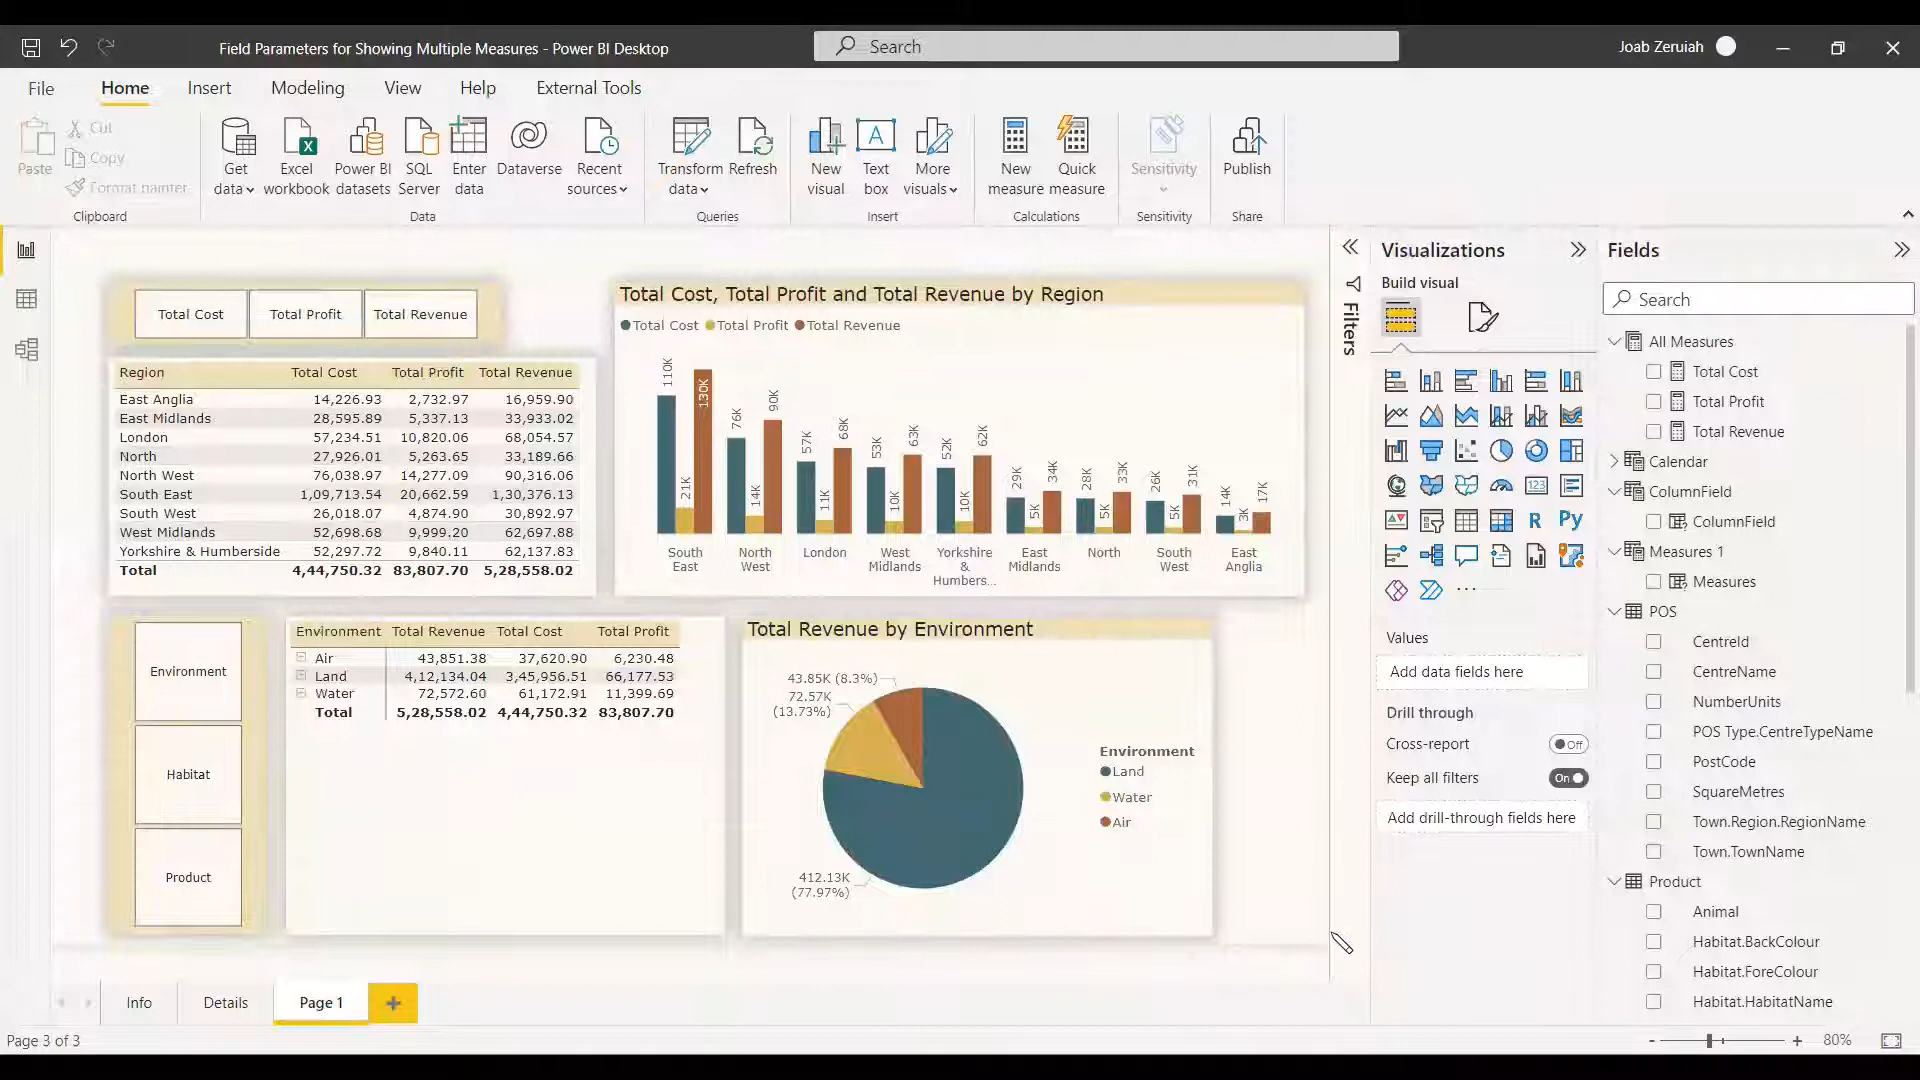 Field Parameters for Showing Multiple Measures - Power BI Desktop
Search
Joab Zeruiah
File
Home
Insert
Modeling
View
Help
External Tools
Paste
Cut
Copy
Format painter
Clipboard
Get data
Excel workbook
Power BI datasets
SQL Server
Enter data
Dataverse
Recent sources
Data
Transform data
Refresh
Queries
New visual
Text box
More visuals
Insert
New measure
Quick measure
Calculations
Sensitivity
Sensitivity
Publish
Share
Total Cost
Total Profit
Total Revenue
Region Total Cost Total Profit Total Revenue
East Anglia 14,226.93 2,732.97 16,959.90
East Midlands 28,595.89 5,337.13 33,933.02
London 57,234.51 10,820.06 68,054.57
North 27,926.01 5,263.65 33,189.66
North West 76,038.97 14,277.09 90,316.06
South East 1,09,713.54 20,662.59 1,30,376.13
South West 26,018.07 4,874.90 30,892.97
West Midlands 52,698.68 9,999.20 62,697.88
Yorkshire & Humberside 52,297.72 9,840.11 62,137.83
Total 4,44,750.32 83,807.70 5,28,558.02
Total Cost, Total Profit and Total Revenue by Region
Total Cost Total Profit Total Revenue
110K 21K 130K
76K 14K 90K
57K 11K 68K
53K 10K 63K
52K 10K 62K
29K 5K 34K
28K 5K 33K
26K 5K 31K
14K 3K 17K
South East
North West
London
West Midlands
Yorkshire & Humbers...
East Midlands
North
South West
East Anglia
Environment
Habitat
Product
Environment Total Revenue Total Cost Total Profit
Air 43,851.38 37,620.90 6,230.48
Land 4,12,134.04 3,45,956.51 66,177.53
Water 72,572.60 61,172.91 11,399.69
Total 5,28,558.02 4,44,750.32 83,807.70
Total Revenue by Environment
43.85K (8.3%)
72.57K
(13.73%)
412.13K
(77.97%)
Environment
Land
Water
Air
Filters
Visualizations
Build visual
123
R
Py
Values
Add data fields here
Drill through
Cross-report
Off
Keep all filters
On
Add drill-through fields here
Fields
Search
All Measures
Total Cost
Total Profit
Total Revenue
Calendar
ColumnField
ColumnField
Measures 1
Measures
POS
CentreId
CentreName
NumberUnits
POS Type.CentreTypeName
PostCode
SquareMetres
Town.Region.RegionName
Town.TownName
Product
Animal
Habitat.BackColour
Habitat.ForeColour
Habitat.HabitatName
Info
Details
Page 1
Page 3 of 3
- + 80%